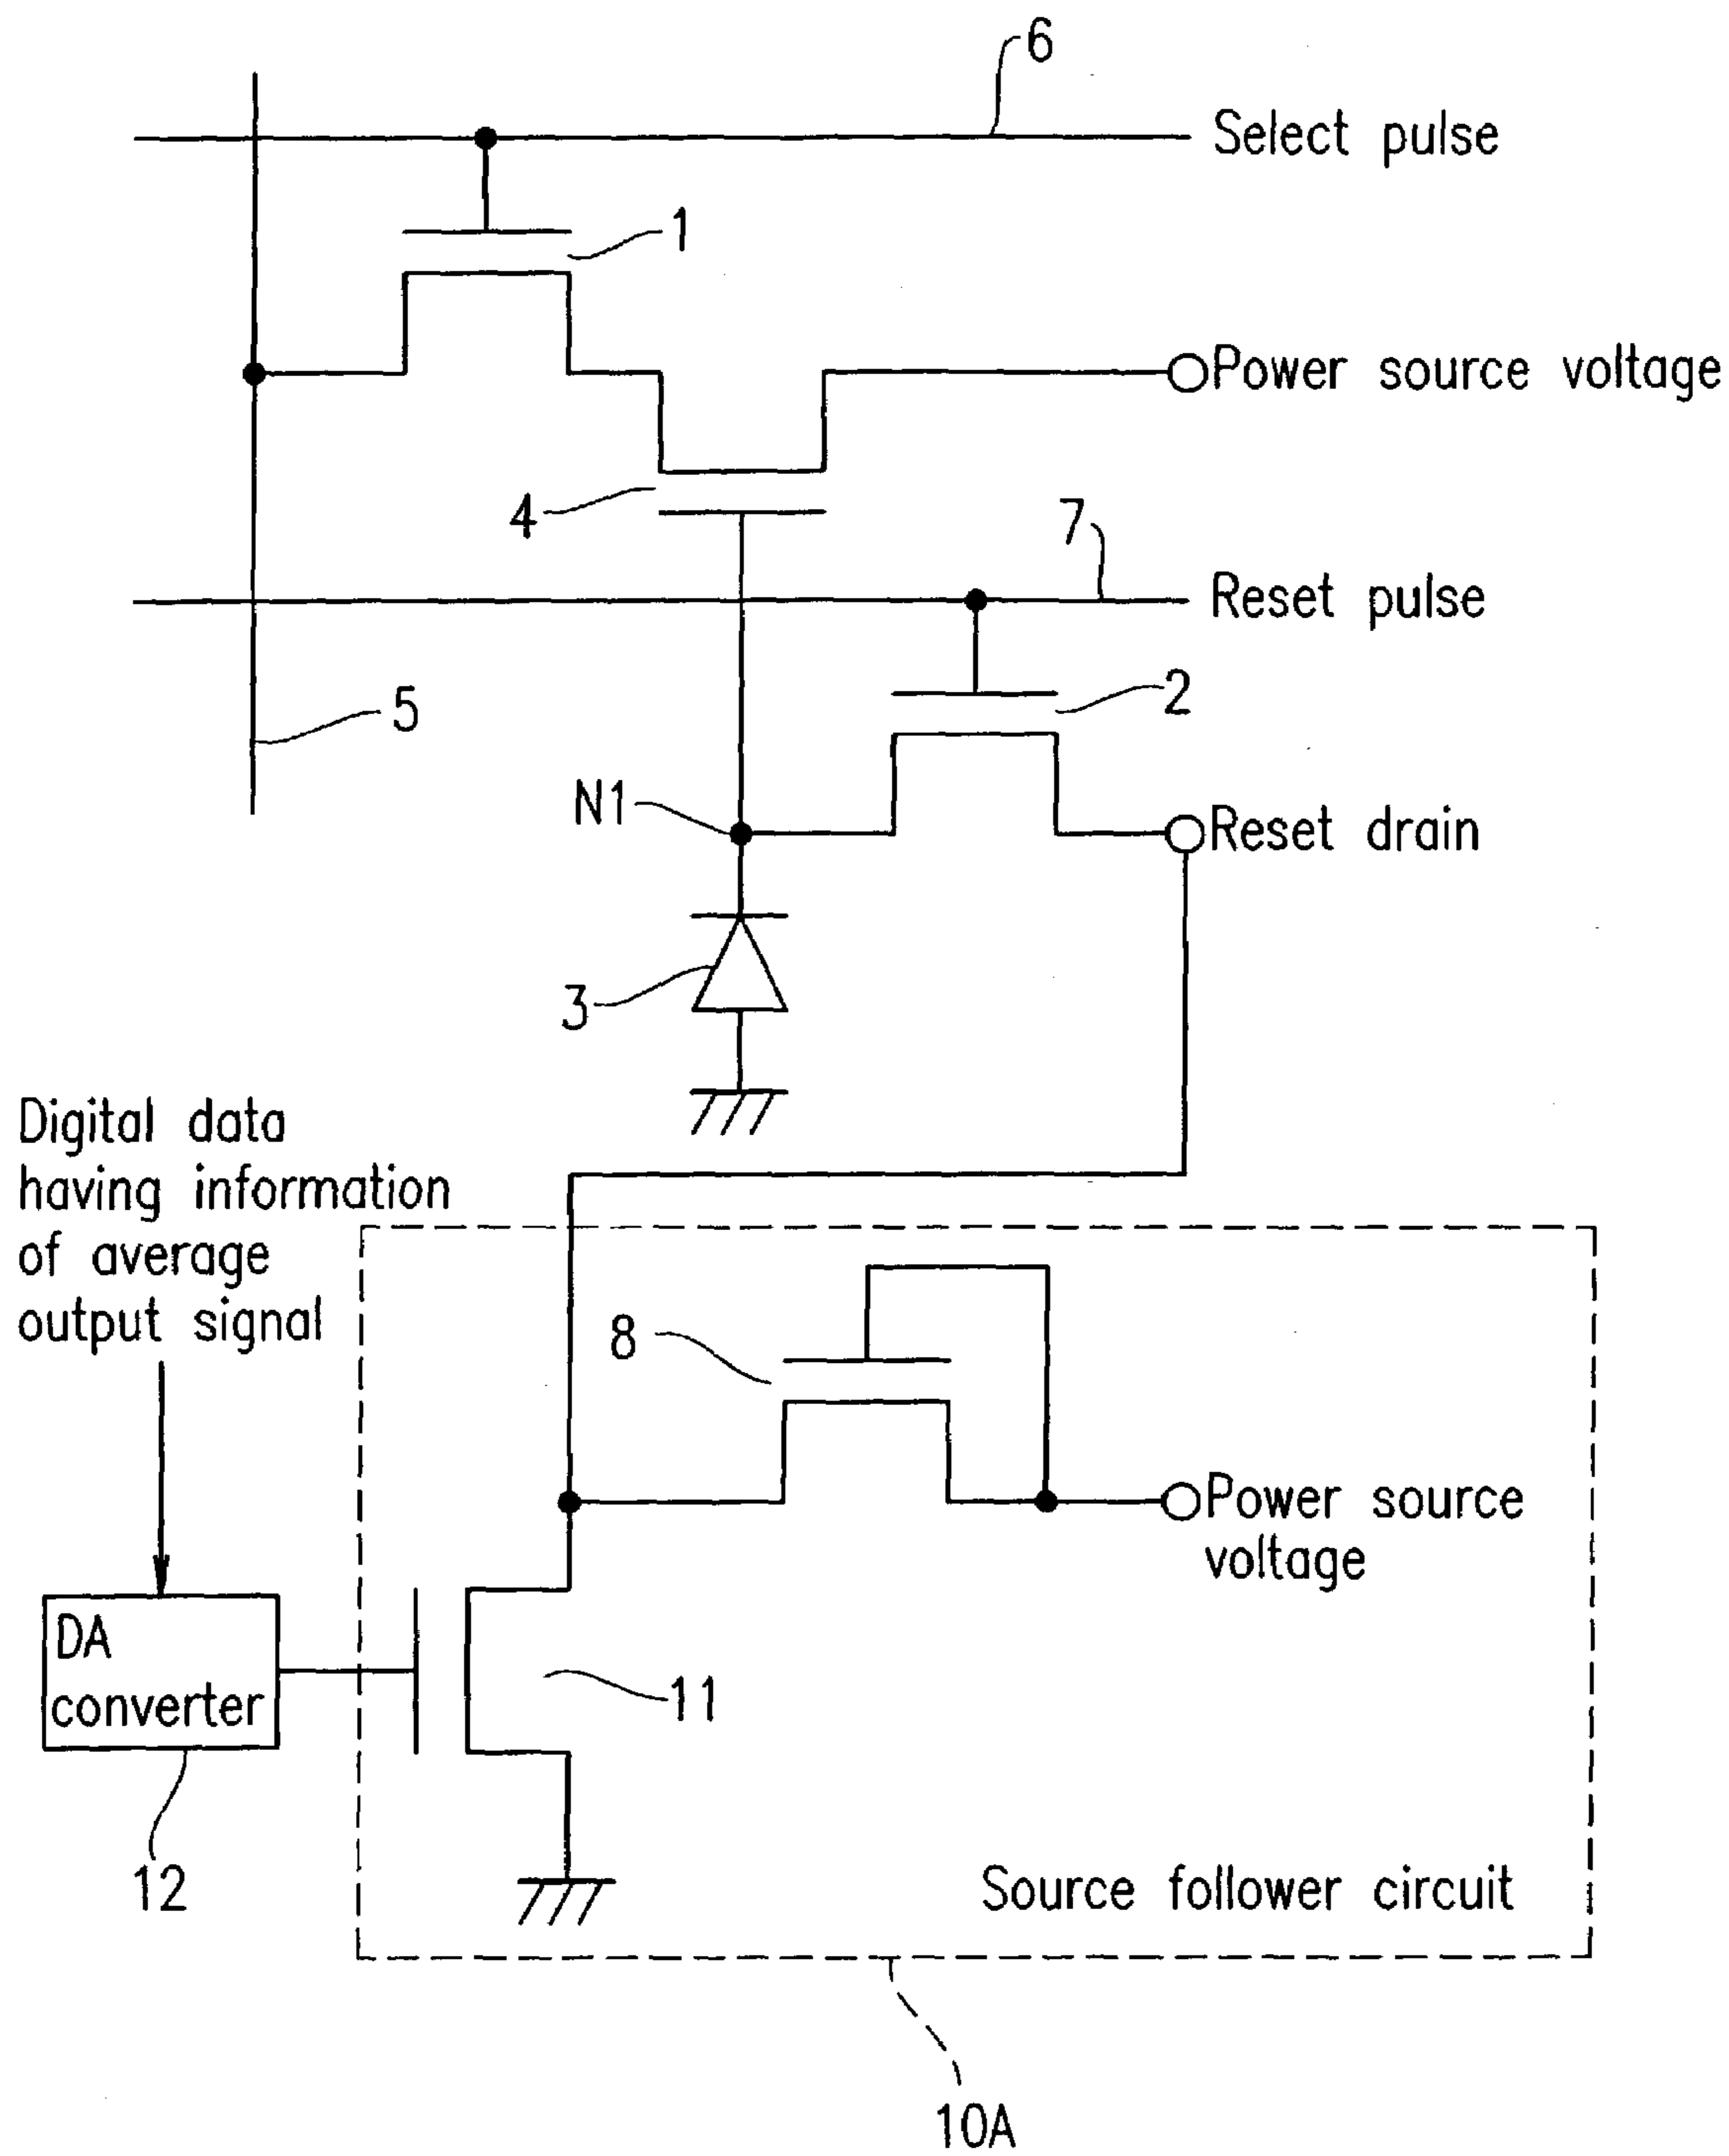 6
Select pulse
1
Power source voltage
4
7
Reset pulse
2
5
N1
Reset drain
3
Digital data
having information
of average
output signal
8
Power source
voltage
DA
converter
11
12
Source follower circuit
10A